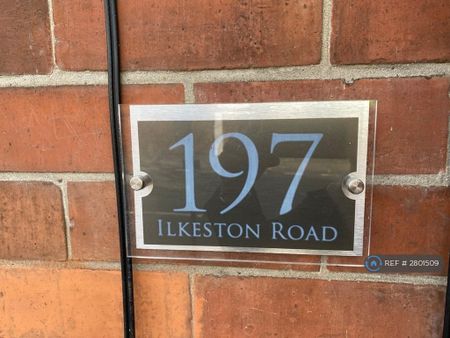 197
ILKESTON ROAD
REF # 2801509